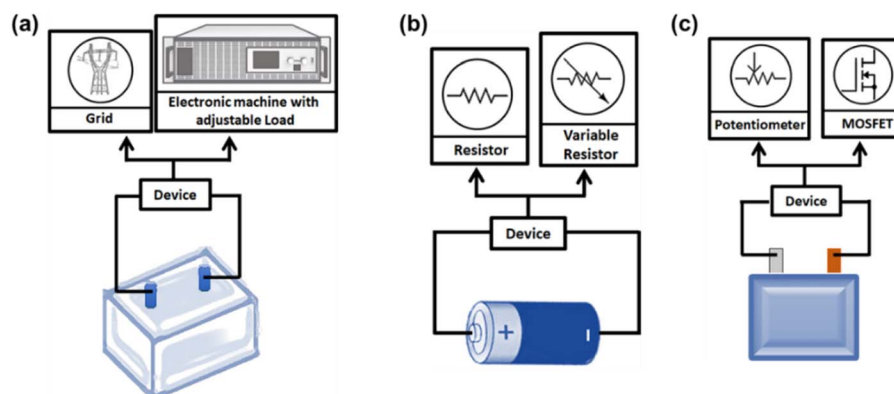 (a)
Grid
Electronic machine with
adjustable Load
Device
(b)
Resistor
Variable
Resistor
Device
+
(c)
Potentiometer
MOSFET
Device